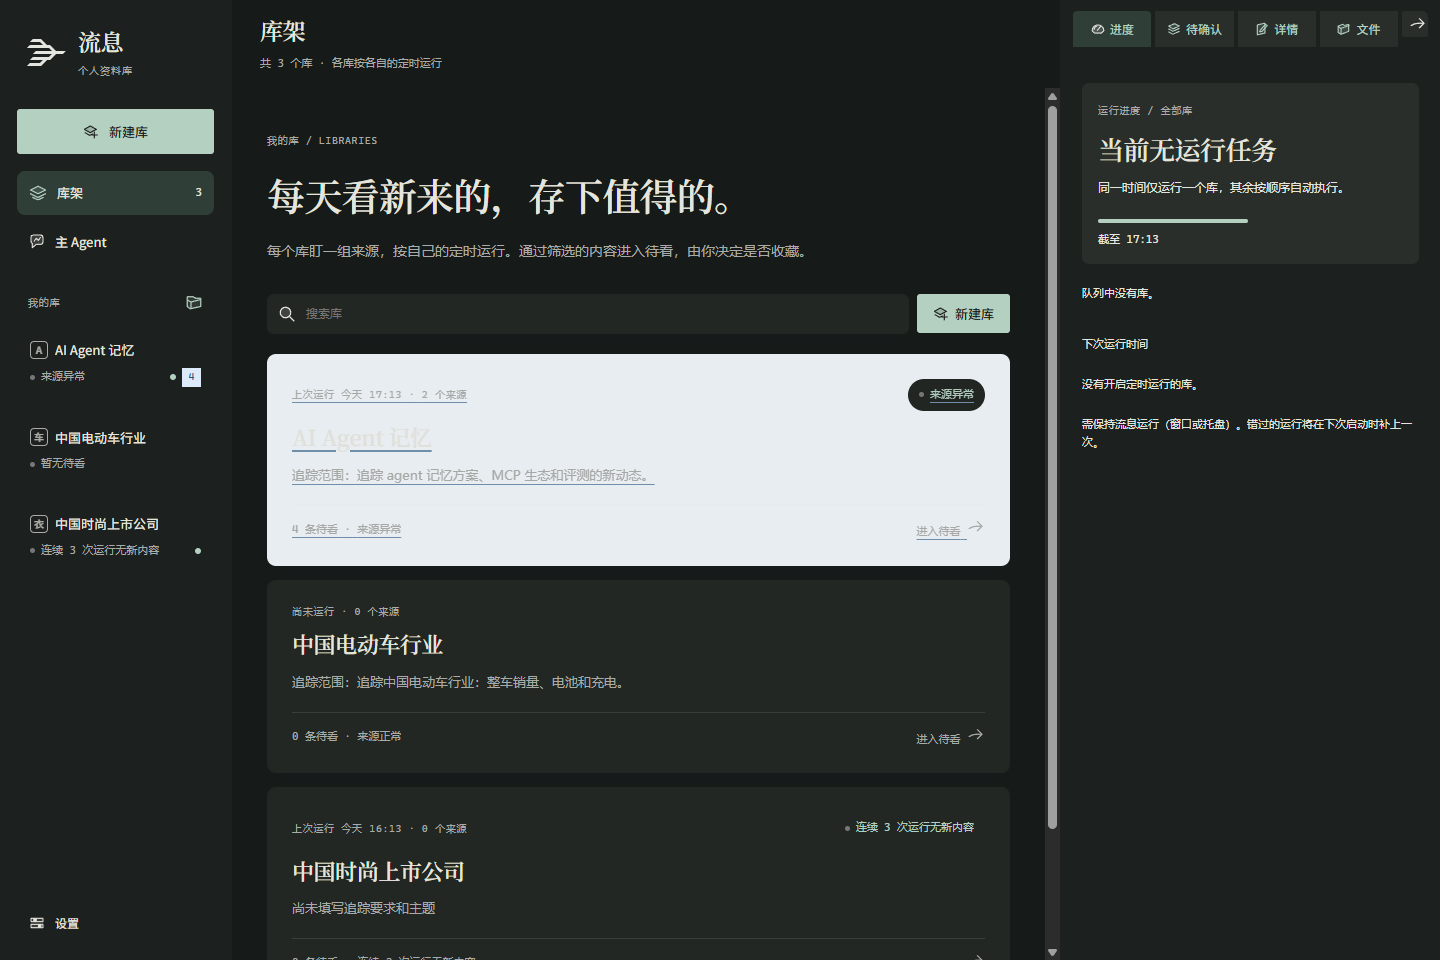 流息
个人资料库
新建库
库架 3
主 Agent
我的库
A AI Agent 记忆
来源异常 4
车 中国电动车行业
暂无待看
衣 中国时尚上市公司
连续 3 次运行无新内容
设置
库架
共 3 个库 · 各库按各自的定时运行
我的库 / LIBRARIES
每天看新来的，存下值得的。
每个库盯一组来源，按自己的定时运行。通过筛选的内容进入待看，由你决定是否收藏。
搜索库
新建库
上次运行 今天 17:13 · 2 个来源
来源异常
AI Agent 记忆
追踪范围：追踪 agent 记忆方案、MCP 生态和评测的新动态。
4 条待看 · 来源异常
进入待看
尚未运行 · 0 个来源
中国电动车行业
追踪范围：追踪中国电动车行业：整车销量、电池和充电。
0 条待看 · 来源正常
进入待看
上次运行 今天 16:13 · 0 个来源
连续 3 次运行无新内容
中国时尚上市公司
尚未填写追踪要求和主题
0 条待看 · 连续 3 次运行无新内容
进度
待确认
详情
文件
运行进度 / 全部库
当前无运行任务
同一时间仅运行一个库，其余按顺序自动执行。
截至 17:13
队列中没有库。
下次运行时间
没有开启定时运行的库。
需保持流息运行（窗口或托盘）。错过的运行将在下次启动时补上一
次。